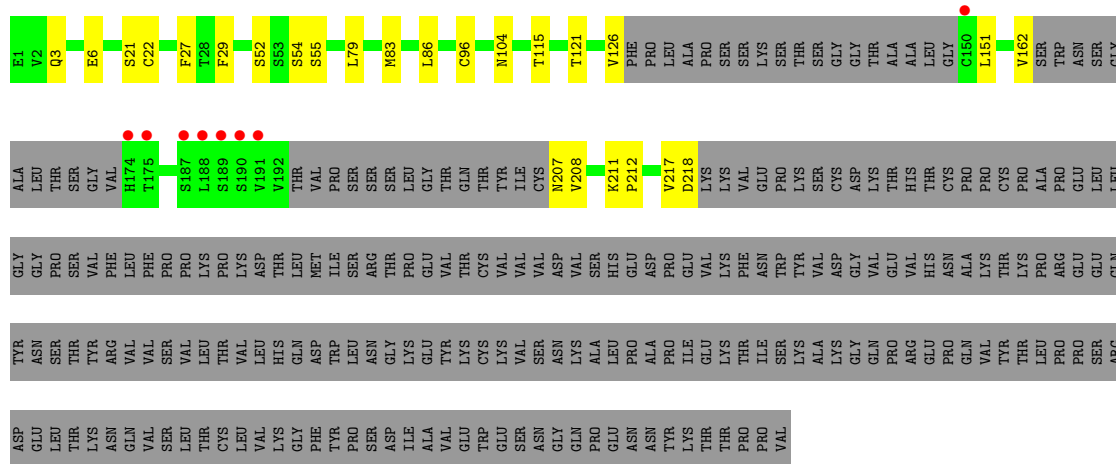 E1 V2 Q3 E6 S21 C22 F27 T28 F29 S52 S53 S54 S55 L79 M83 L86 C96 N104 T115 T121 V126 PHE PRO LEU ALA PRO SER SER LYS SER THR SER GLY GLY THR ALA ALA LEU GLY C150 L151 V162 SER TRP ASN SER GLY
ALA LEU THR SER GLY VAL H174 T175 S187 L188 S189 S190 V191 V192 THR VAL PRO SER SER SER LEU GLY THR GLN THR TYR ILE CYS N207 V208 K211 P212 V217 D218 LYS LYS VAL GLU PRO LYS SER CYS ASP LYS THR HIS THR CYS PRO PRO CYS PRO ALA PRO GLU LEU LEU
GLY GLY PRO SER VAL PHE LEU PHE PRO PRO LYS PRO LYS ASP THR LEU MET ILE SER ARG THR PRO GLU VAL THR CYS VAL VAL VAL ASP VAL SER HIS GLU ASP PRO GLU VAL LYS PHE ASN TRP TYR VAL ASP GLY VAL GLU VAL HIS ASN ALA LYS THR LYS PRO ARG GLU GLU GLN
TYR ASN SER THR TYR ARG VAL VAL SER VAL LEU THR VAL LEU HIS GLN ASP TRP LEU ASN GLY LYS GLU TYR LYS CYS LYS VAL SER ASN LYS ALA LEU PRO ALA PRO ILE GLU LYS THR ILE SER LYS ALA LYS GLY GLN PRO ARG GLU PRO GLN VAL TYR THR LEU PRO PRO SER ARG
ASP GLU LEU THR LYS ASN GLN VAL SER LEU THR CYS LEU VAL LYS GLY PHE TYR PRO SER ASP ILE ALA VAL GLU TRP GLU SER ASN GLY GLN PRO GLU ASN ASN TYR LYS THR THR PRO PRO VAL